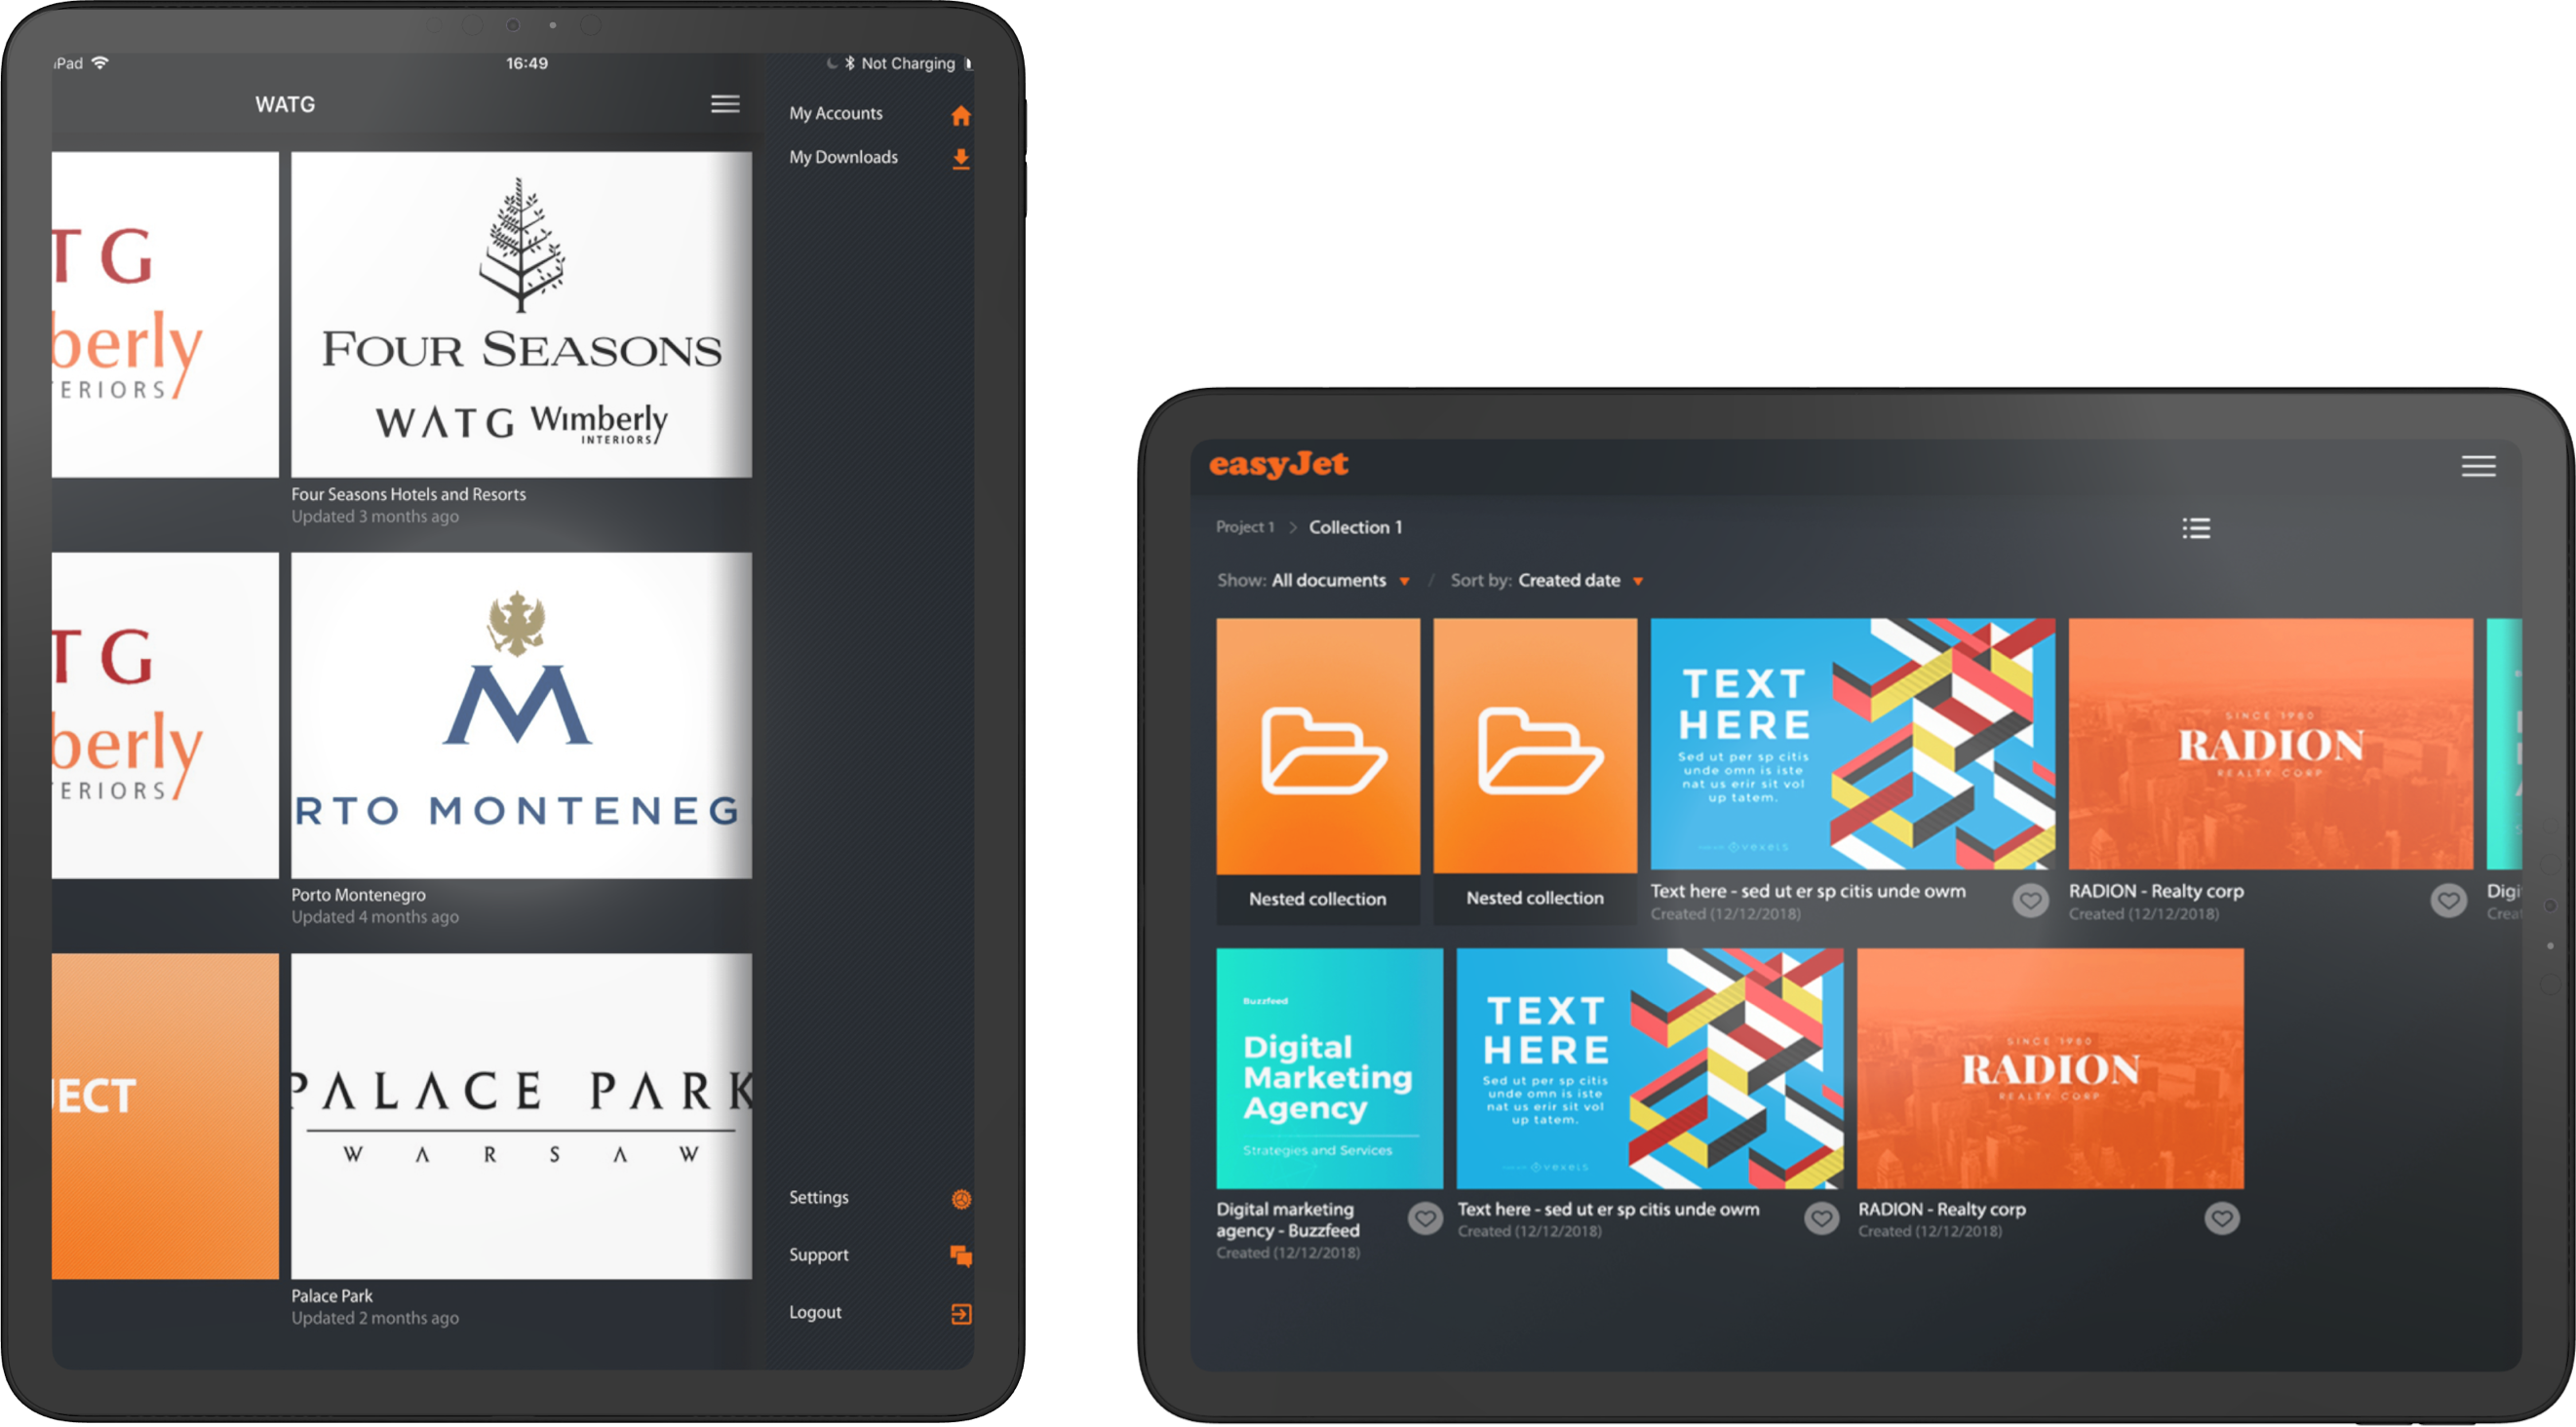 iPad
16:49
Not Charging
WATG
My Accounts
My Downloads
TG
berly
ERIORS
FOUR SEASONS
WATG Wimberly
INTERIORS
Four Seasons Hotels and Resorts
Updated 3 months ago
TG
berly
ERIORS
RTO MONTENEG
Porto Montenegro
Updated 4 months ago
JECT
PALACE PARK
WARSAW
Palace Park
Updated 2 months ago
Settings
Support
Logout
easyJet
Project 1 > Collection 1
Show: All documents / Sort by: Created date
TEXT
HERE
Sed ut per sp citis
unde omn is iste
nat us erir sit vol
up tatem.
vexels
SINCE 1980
RADION
REALTY CORP
Nested collection
Nested collection
Text here - sed ut er sp citis unde owm
Created (12/12/2018)
RADION - Realty corp
Created (12/12/2018)
Digi
Crea
Buzzfeed
Digital
Marketing
Agency
Strategies and Services
TEXT
HERE
Sed ut per sp citis
unde omn is iste
nat us erir sit vol
up tatem.
vexels
SINCE 1980
RADION
REALTY CORP
Digital marketing
agency - Buzzfeed
Created (12/12/2018)
Text here - sed ut er sp citis unde owm
Created (12/12/2018)
RADION - Realty corp
Created (12/12/2018)